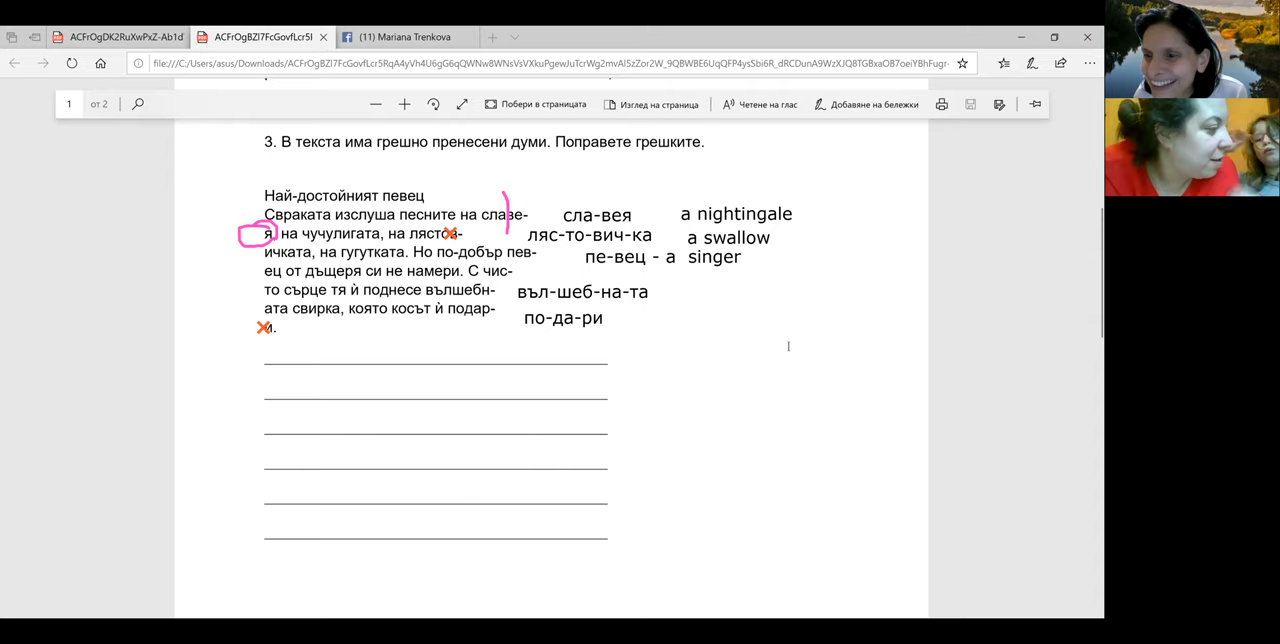 ACFrOgDK2RuXwPxZ-Ab1d
ACFrOgBZl7FcGovfLcr5l
(11) Mariana Trenkova
1 от 2
Побери в страницата
Изглед на страница
Четене на глас
Добавяне на бележки
3. В текста има грешно пренесени думи. Поправете грешките.
Най-достойният певец
Свраката изслуша песните на славе-
я, на чучулигата, на лястов-
ичката, на гугутката. Но по-добър пев-
ец от дъщеря си не намери. С чис-
то сърце тя ѝ поднесе вълшебн-
ата свирка, която косът ѝ подар-
и.
сла-вея a nightingale
ляс-то-вич-ка a swallow
пе-вец - a singer
въл-шеб-на-та
по-да-ри